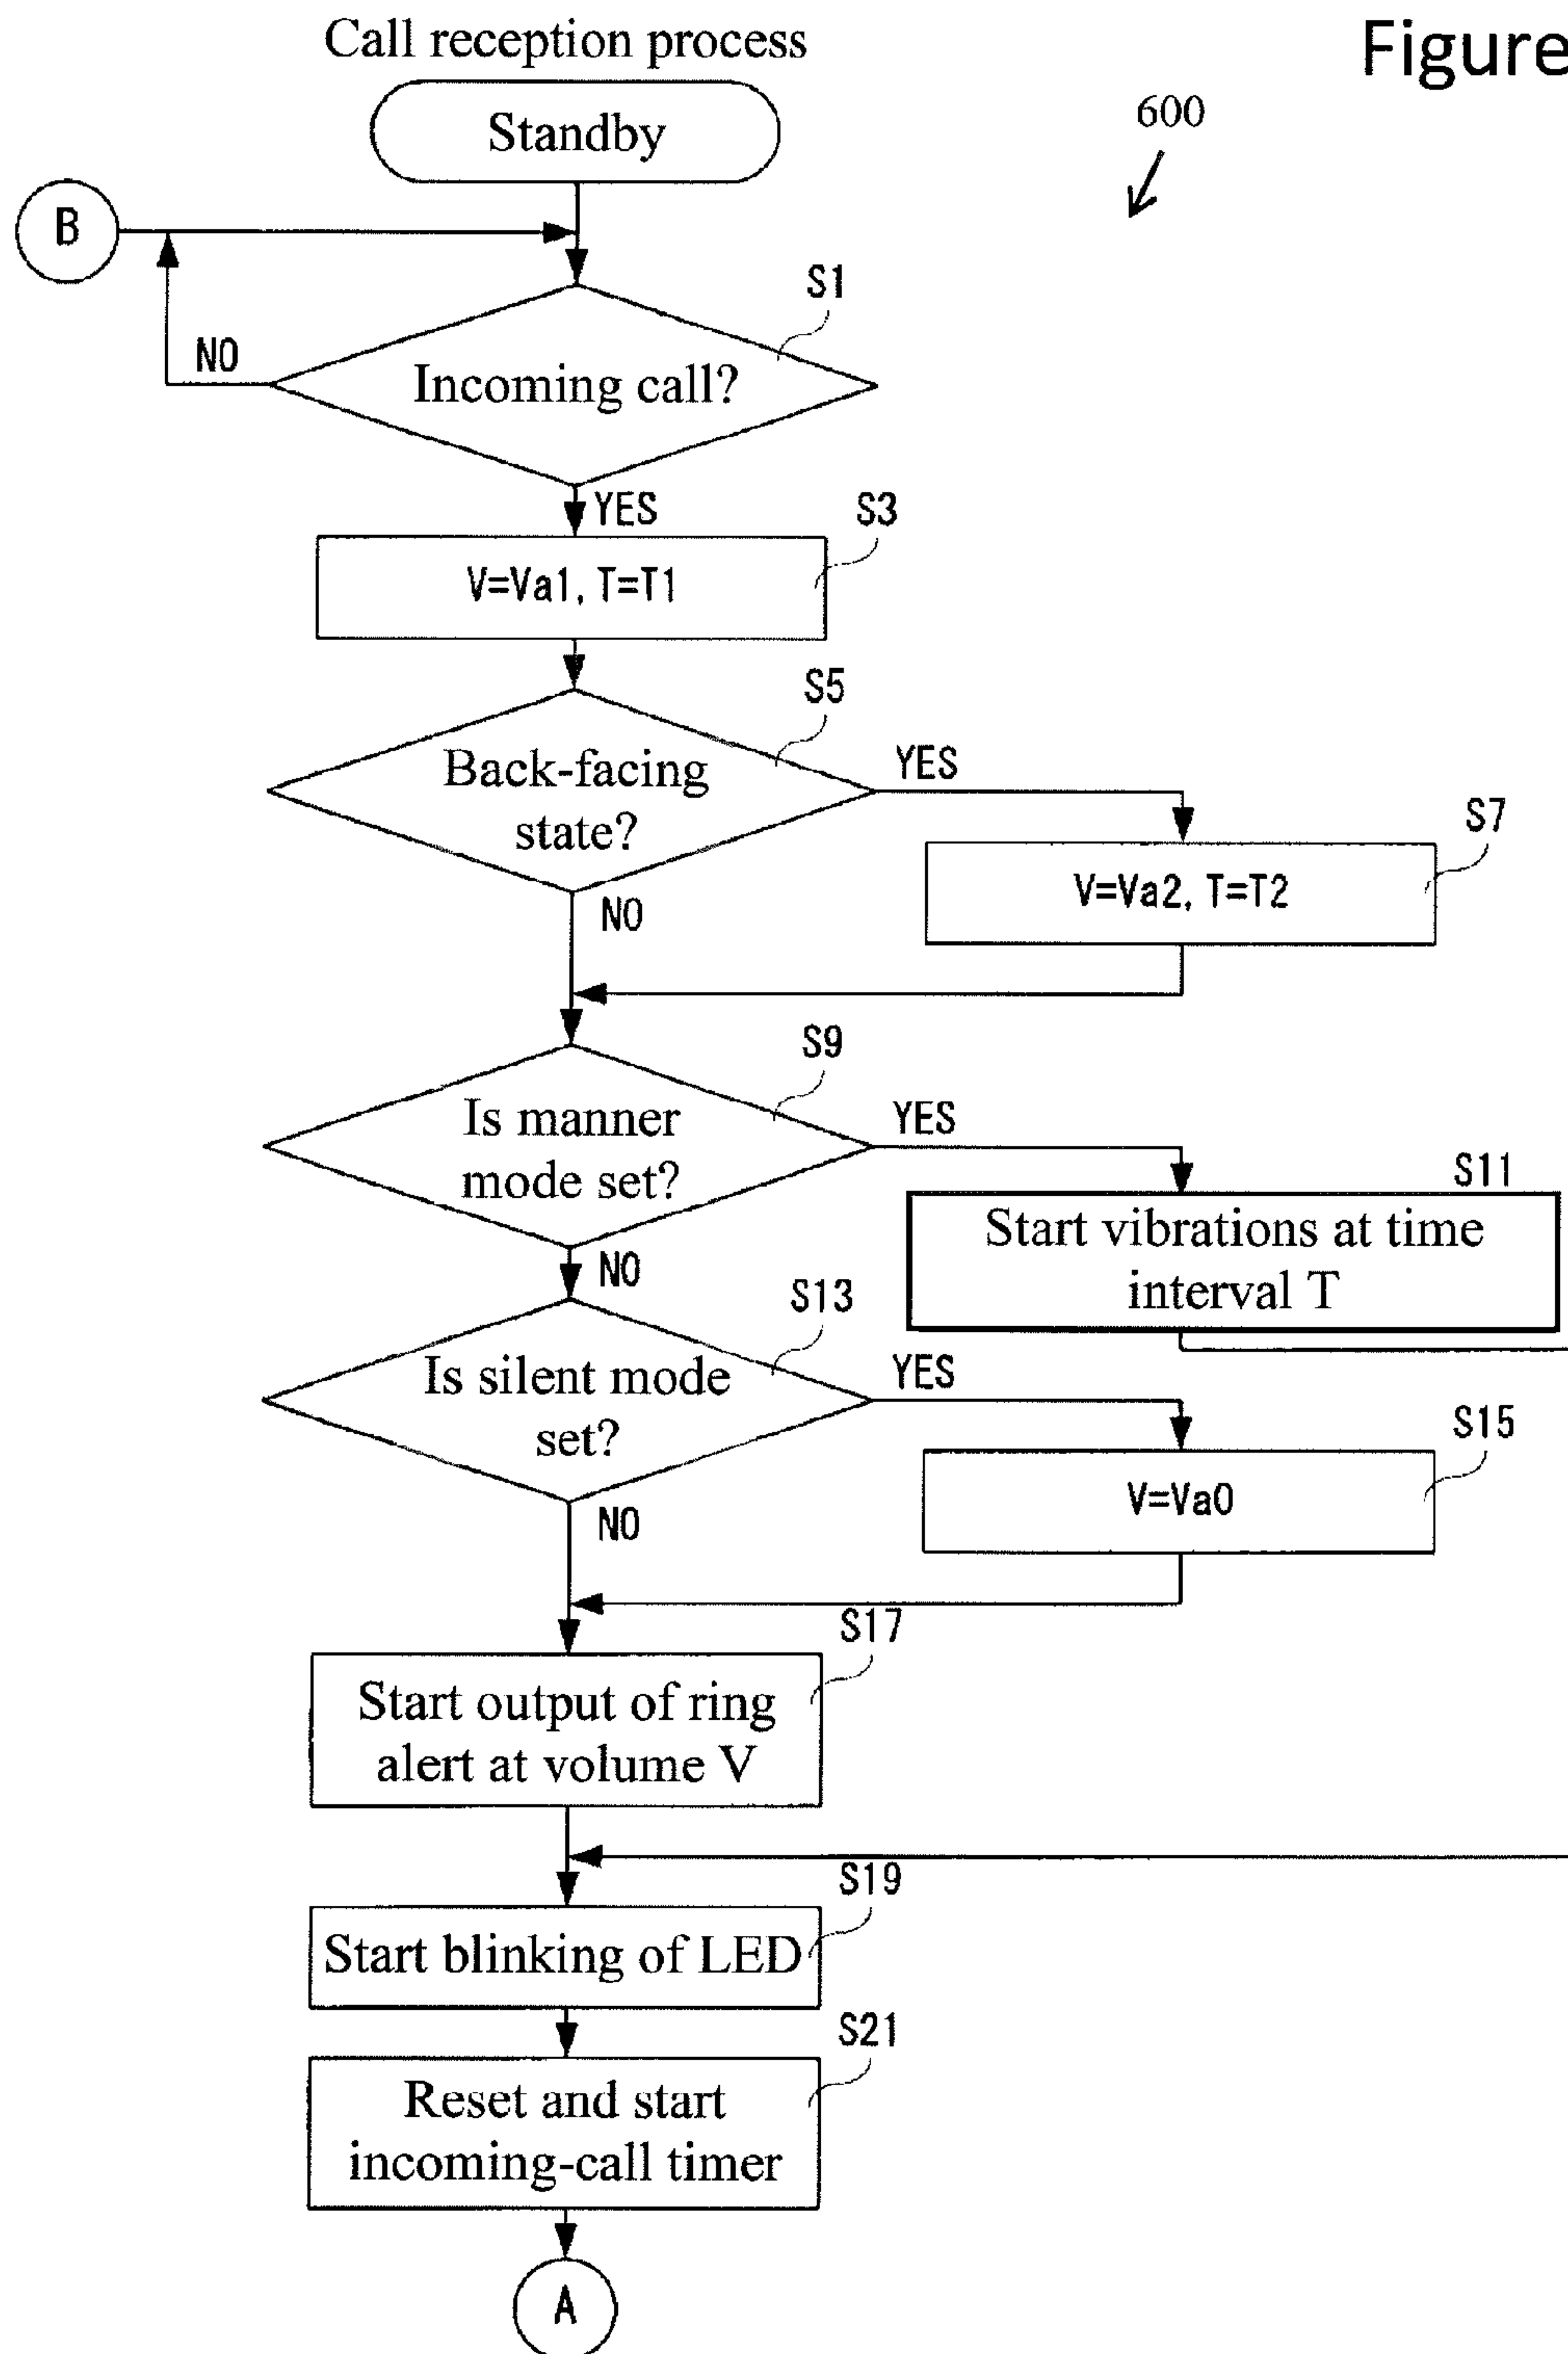 Call reception process
Figure
Standby
600
B
S1
NO
Incoming call?
YES
S3
V=Va1, T=T1
S5
Back-facing
state?
YES
S7
V=Va2, T=T2
NO
S9
Is manner
mode set?
YES
S11
Start vibrations at time
interval T
NO
S13
Is silent mode
set?
YES
S15
V=Va0
NO
S17
Start output of ring
alert at volume V
S19
Start blinking of LED
S21
Reset and start
incoming-call timer
A